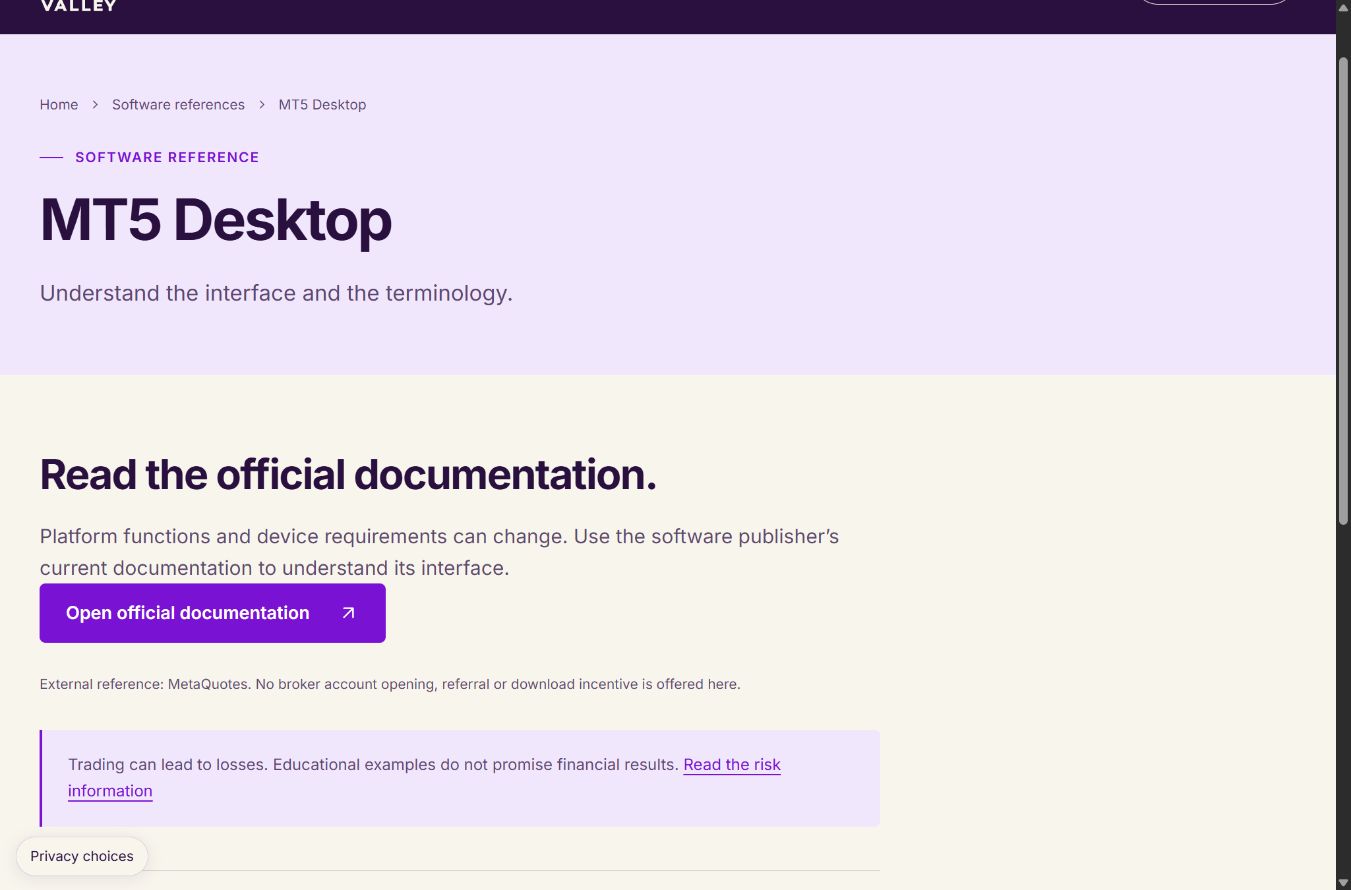 VALLEY
Home
Software references
MT5 Desktop
SOFTWARE REFERENCE
MT5 Desktop
Understand the interface and the terminology.
Read the official documentation.
Platform functions and device requirements can change. Use the software publisher’s
current documentation to understand its interface.
Open official documentation
External reference: MetaQuotes. No broker account opening, referral or download incentive is offered here.
Trading can lead to losses. Educational examples do not promise financial results. Read the risk
information
Privacy choices